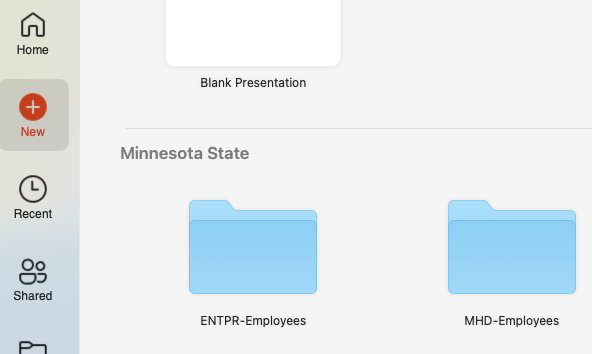 Home
New
Recent
Shared
Blank Presentation
Minnesota State
ENTPR-Employees
MHD-Employees